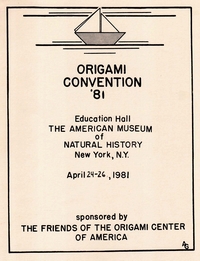 ORIGAMI
CONVENTION
'81
Education Hall
THE AMERICAN MUSEUM
of
NATURAL HISTORY
New York, N.Y.
April 24-26, 1981
sponsored by
THE FRIENDS OF THE ORIGAMI CENTER
OF AMERICA
AG